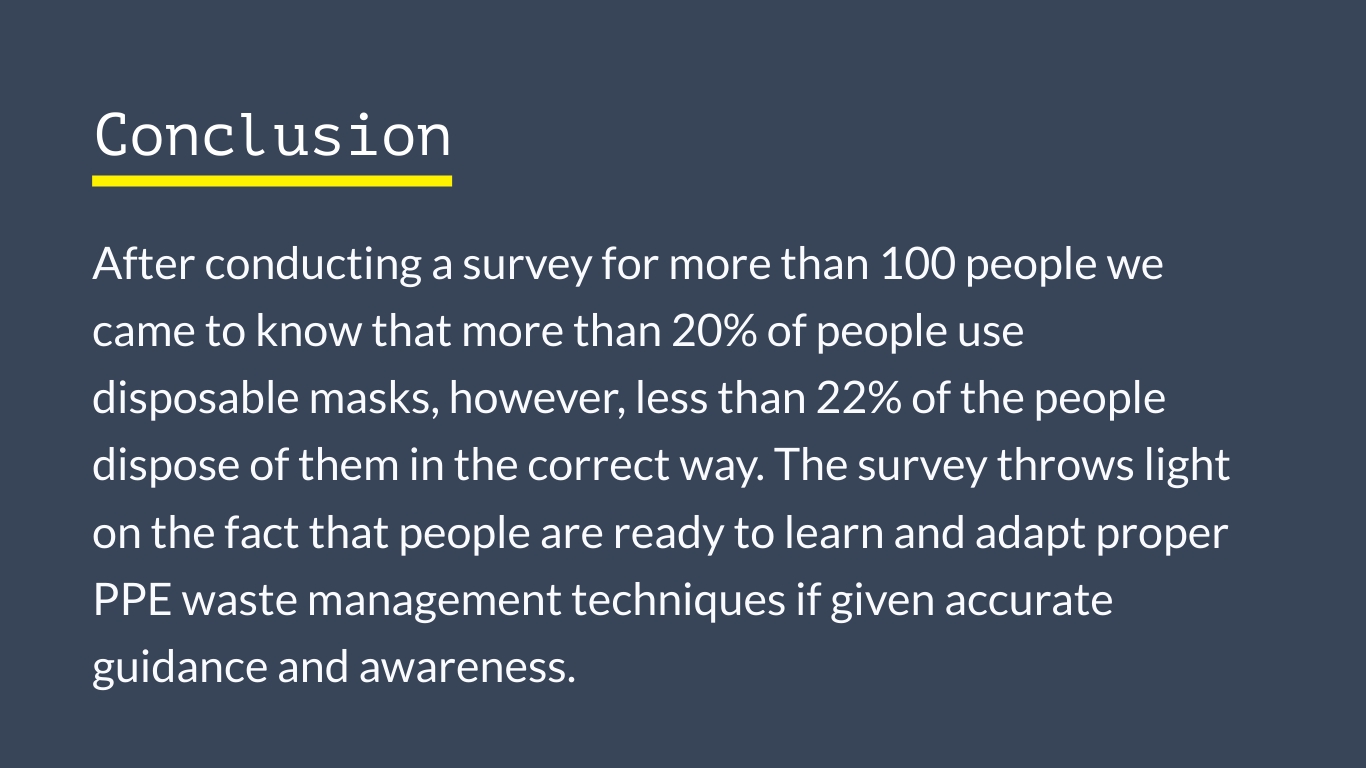 Conclusion
After conducting a survey for more than 100 people we
came to know that more than 20% of people use
disposable masks, however, less than 22% of the people
dispose of them in the correct way. The survey throws light
on the fact that people are ready to learn and adapt proper
PPE waste management techniques if given accurate
guidance and awareness.